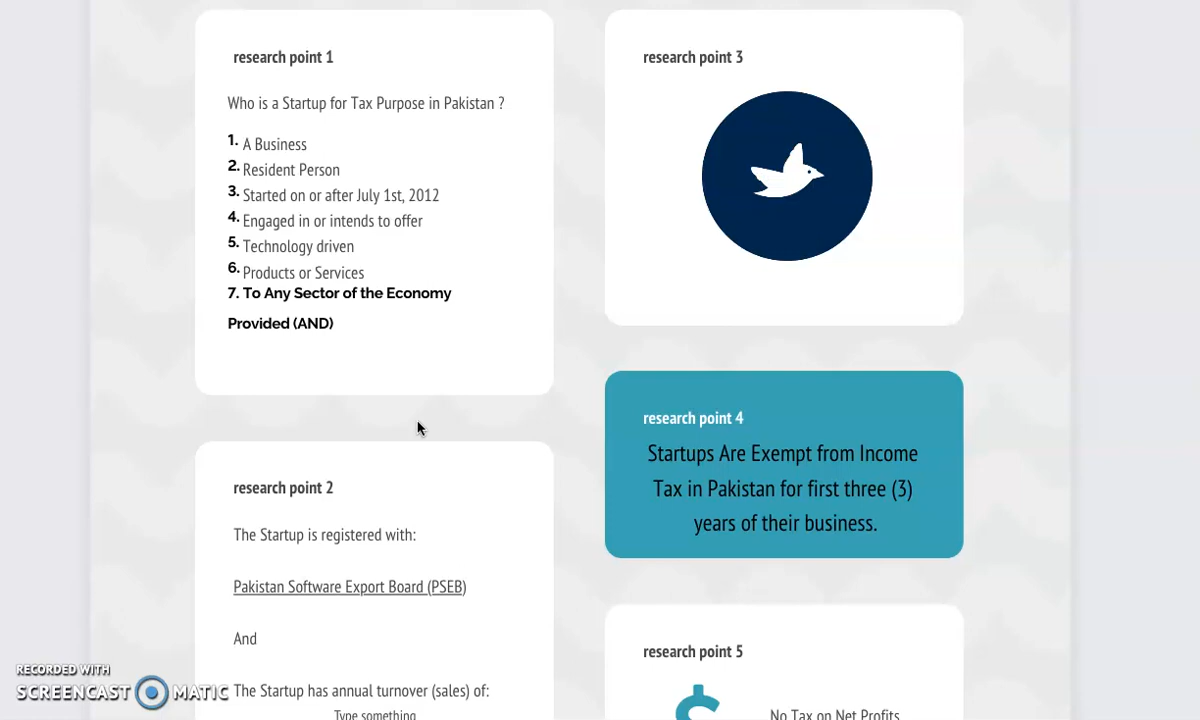 research point 1
Who is a Startup for Tax Purpose in Pakistan ?
1. A Business
2. Resident Person
3. Started on or after July 1st, 2012
4. Engaged in or intends to offer
5. Technology driven
6. Products or Services
7. To Any Sector of the Economy
Provided (AND)
research point 2
The Startup is registered with:
Pakistan Software Export Board (PSEB)
And
The Startup has annual turnover (sales) of:
Type something
research point 3
research point 4
Startups Are Exempt from Income
Tax in Pakistan for first three (3)
years of their business.
research point 5
No Tax on Net Profits
RECORDED WITH
SCREENCAST MATIC